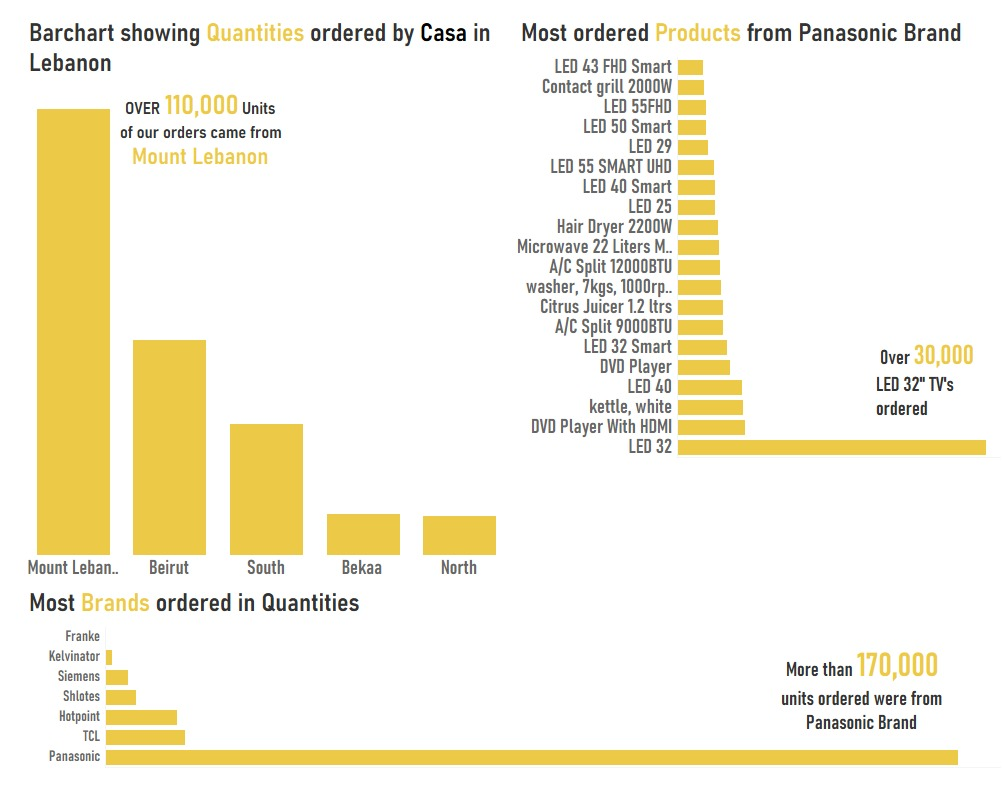 Barchart showing Quantities ordered by Casa in
Lebanon
OVER 110,000 Units
of our orders came from
Mount Lebanon
Mount Leban..
Beirut
South
Bekaa
North
Most ordered Products from Panasonic Brand
LED 43 FHD Smart
Contact grill 2000W
LED 55FHD
LED 50 Smart
LED 29
LED 55 SMART UHD
LED 40 Smart
LED 25
Hair Dryer 2200W
Microwave 22 Liters M..
A/C Split 12000BTU
washer, 7kgs, 1000rp..
Citrus Juicer 1.2 ltrs
A/C Split 9000BTU
LED 32 Smart
DVD Player
LED 40
kettle, white
DVD Player With HDMI
LED 32
Over 30,000
LED 32" TV's
ordered
Most Brands ordered in Quantities
Franke
Kelvinator
Siemens
Shlotes
Hotpoint
TCL
Panasonic
More than 170,000
units ordered were from
Panasonic Brand